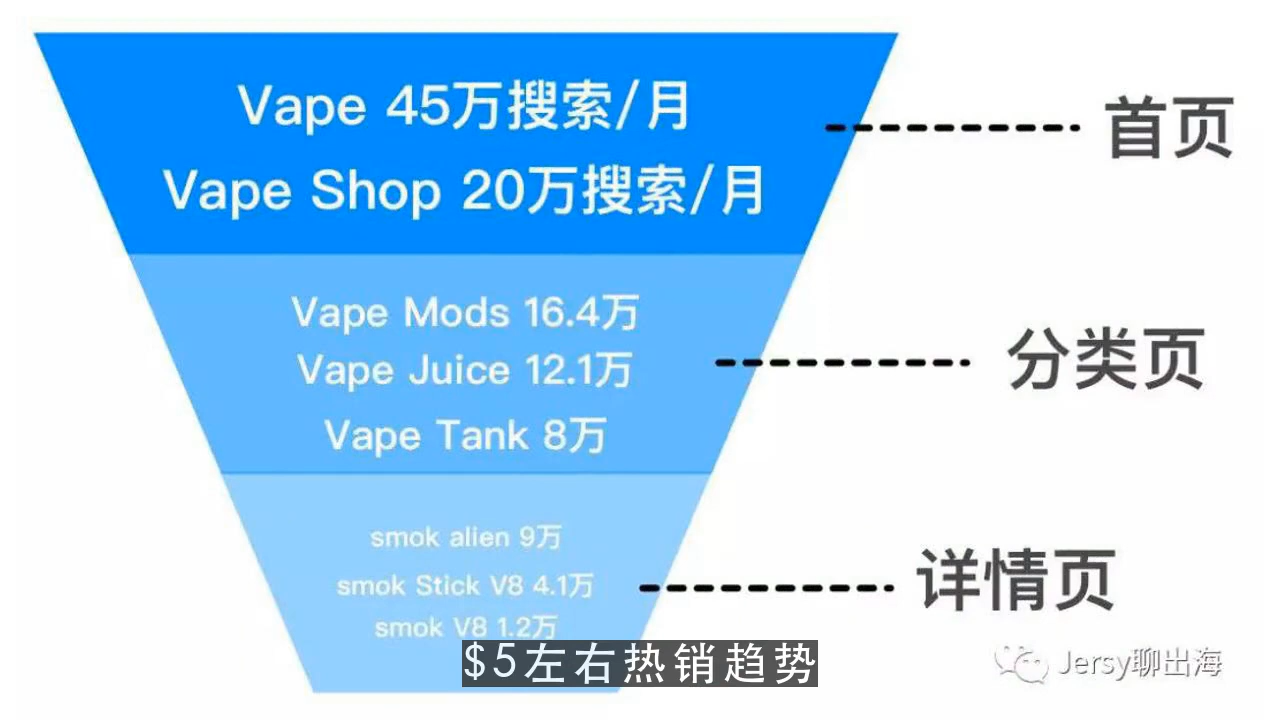 Vape 45万搜索/月
首页
Vape Shop 20万搜索/月
Vape Mods 16.4万
Vape Juice 12.1万
分类页
Vape Tank 8万
smok alien 9万
smok Stick V8 4.1万
详情页
smok V8 1.2万
$5左右热销趋势
Jersy聊出海